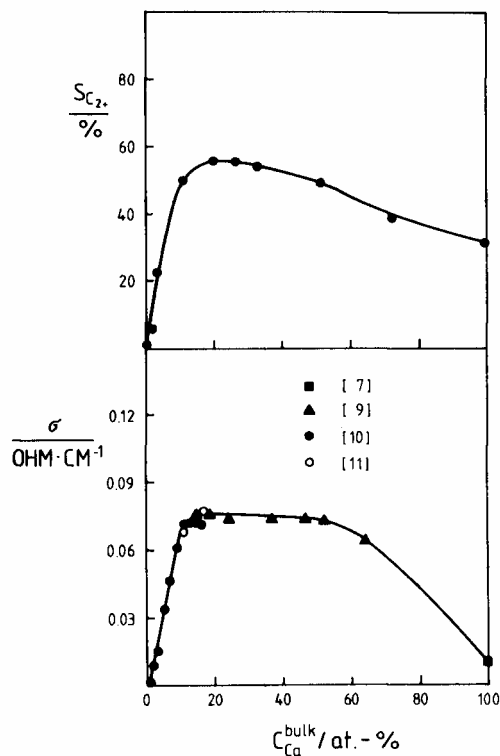 80
S_C₂₊
/
%
60
40
20
0.12
σ
/
OHM·CM⁻¹
0.09
0.06
0.03
■ [ 7]
▲ [ 9]
● [10]
○ [11]
0 20 40 60 80 100
C_Ca^bulk / at.-%